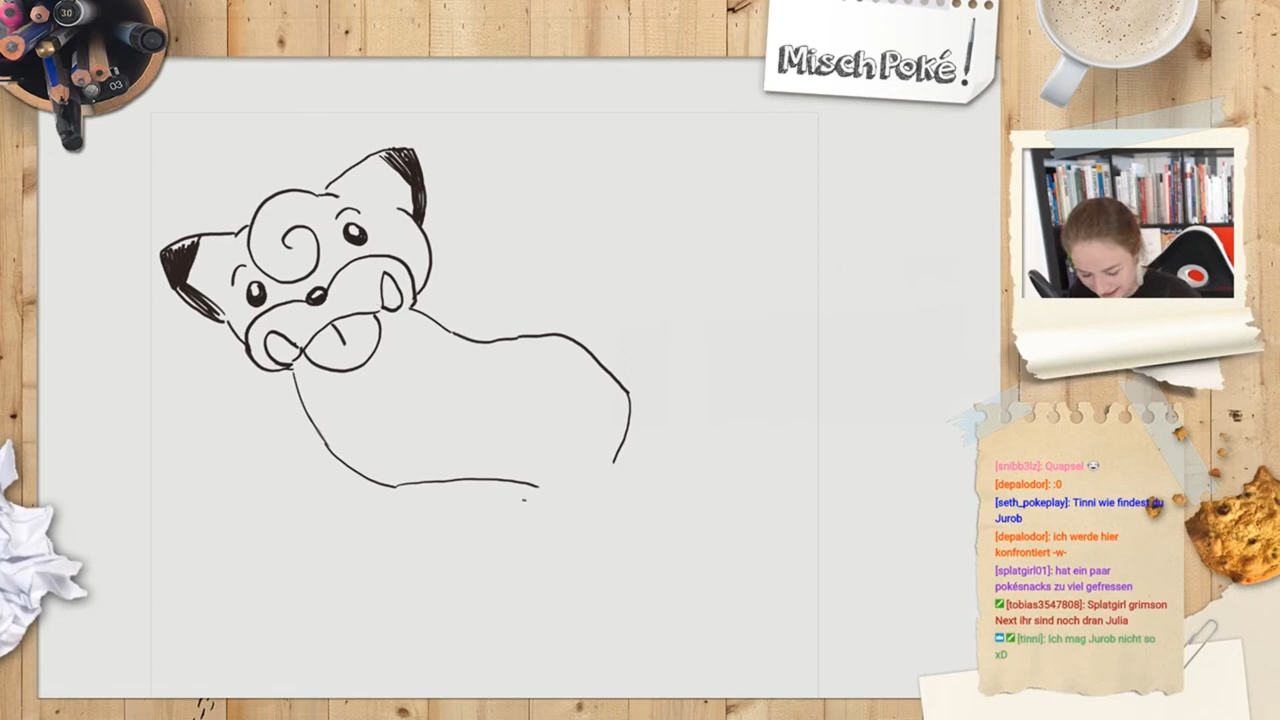 30
03
Misch Poké!
[snibb3lz]: Quapsel
[depalodor]: :0
[seth_pokeplay]: Tinni wie findest du
Jurob
[depalodor]: ich werde hier
konfrontiert -w-
[splatgirl01]: hat ein paar
pokésnacks zu viel gefressen
[tobias3547808]: Splatgirl grimson
Next ihr sind noch dran Julia
[tinni]: Ich mag Jurob nicht so
xD